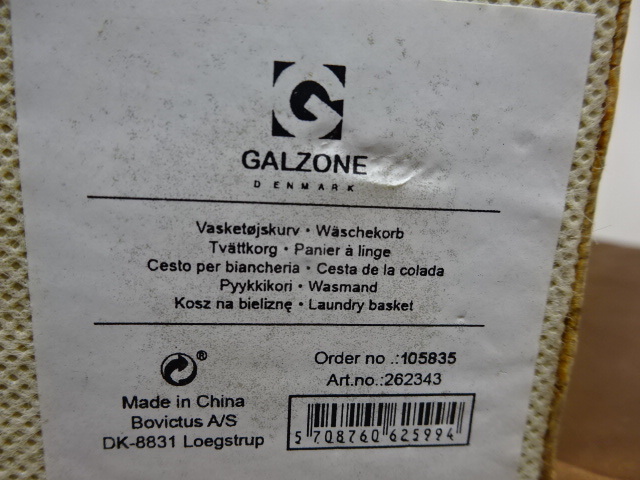 G
GALZONE
DENMARK
Vasketøjskurv • Wäschekorb
Tvättkorg • Panier à linge
Cesto per biancheria • Cesta de la colada
Pyykkikori • Wasmand
Kosz na bieliznę • Laundry basket
®
Made in China
Bovictus A/S
DK-8831 Loegstrup
Order no .:105835
Art.no.:262343
5 708760 625994